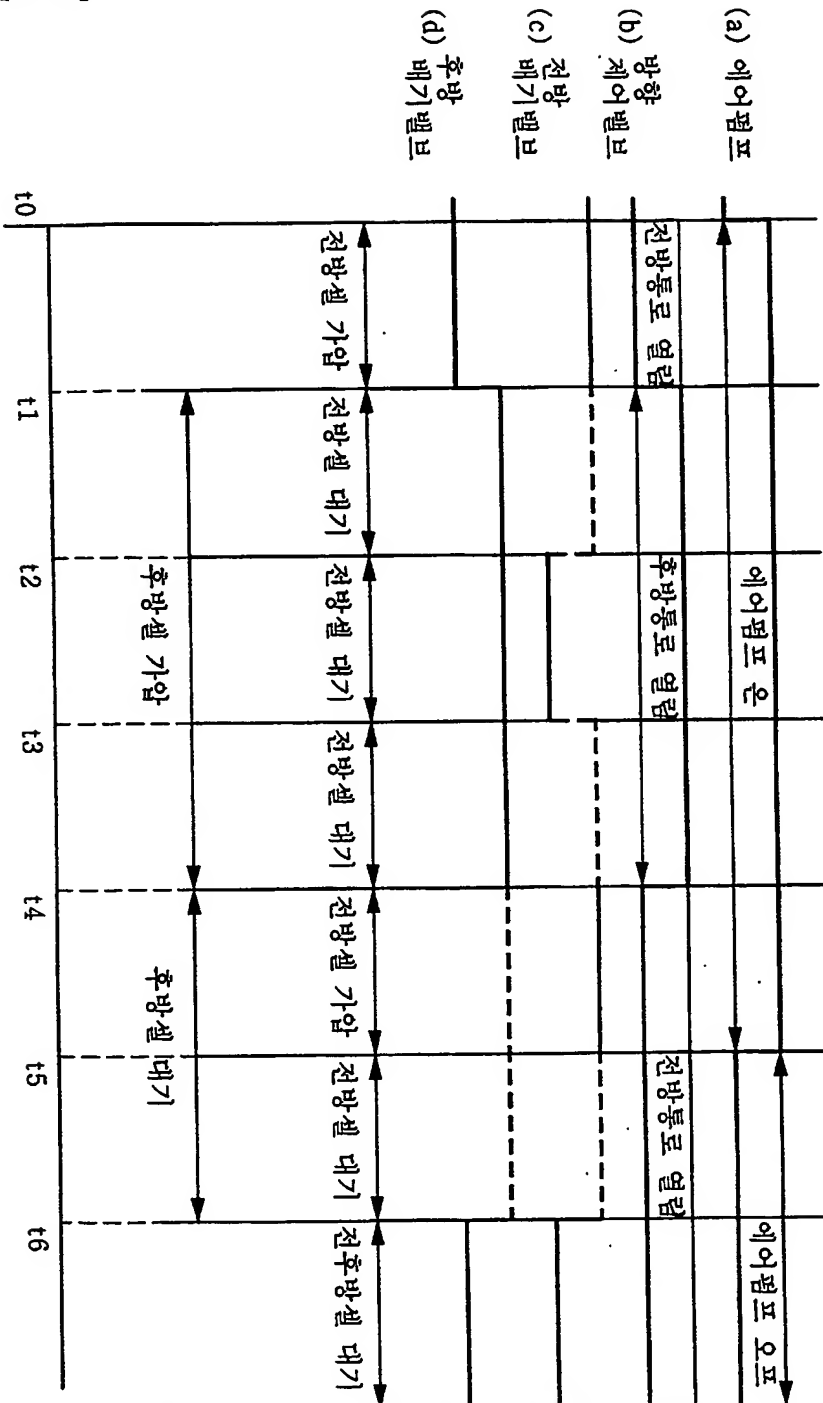 (a) 에어펌프
(b) 방향
제어밸브
(c) 전방
배기밸브
(d) 후방
배기밸브
에어펌프 온
에어펌프 오프
전방통로 열림
후방통로 열림
전방통로 열림
전방셀 가압
전방셀 대기
전방셀 대기
전방셀 대기
전방셀 가압
전방셀 대기
전후방셀 대기
후방셀 가압
후방셀 대기
t0
t1
t2
t3
t4
t5
t6